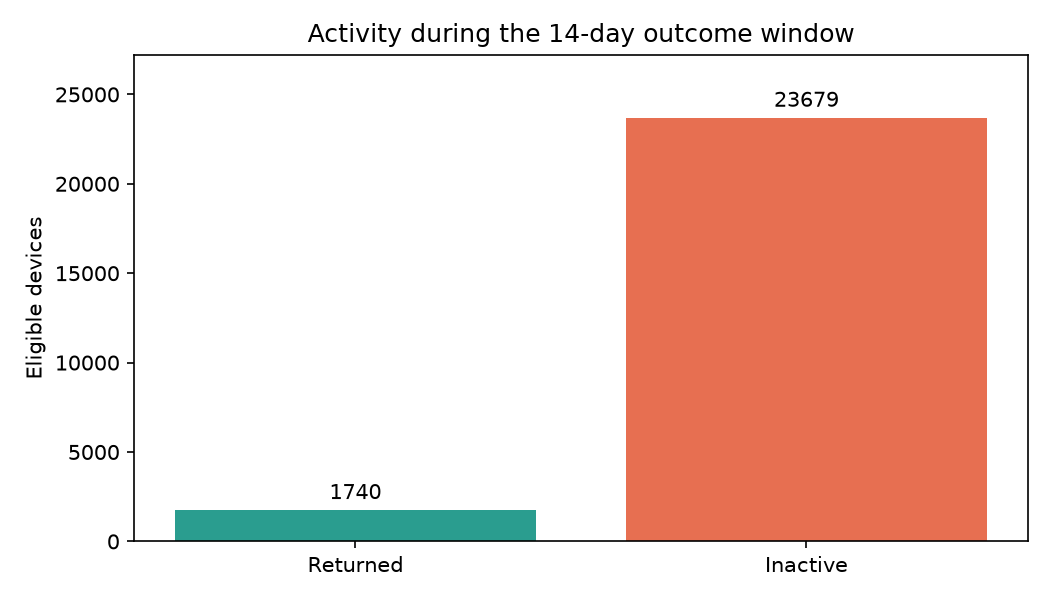 Activity during the 14-day outcome window
Eligible devices
25000
20000
15000
10000
5000
0
1740
23679
Returned
Inactive